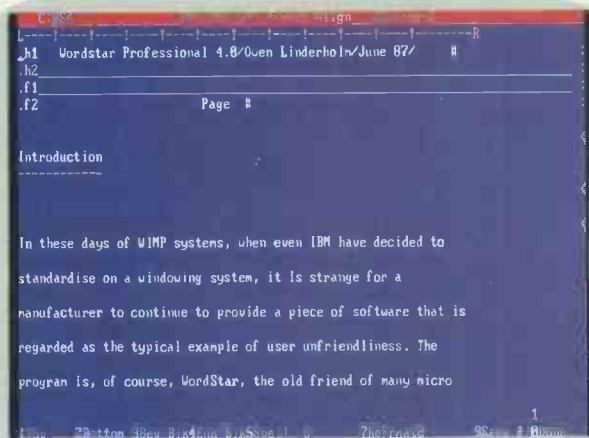 L----!----!----!----!----!----!----!----!----!----!--------R
.h1 Wordstar Professional 4.0/Owen Linderholm/June 87/ #
.h2
.f1
.f2 Page #
Introduction
------------
In these days of WIMP systems, when even IBM have decided to
standardise on a windowing system, it is strange for a
manufacturer to continue to provide a piece of software that is
regarded as the typical example of user unfriendliness. The
program is, of course, WordStar, the old friend of many micro
1